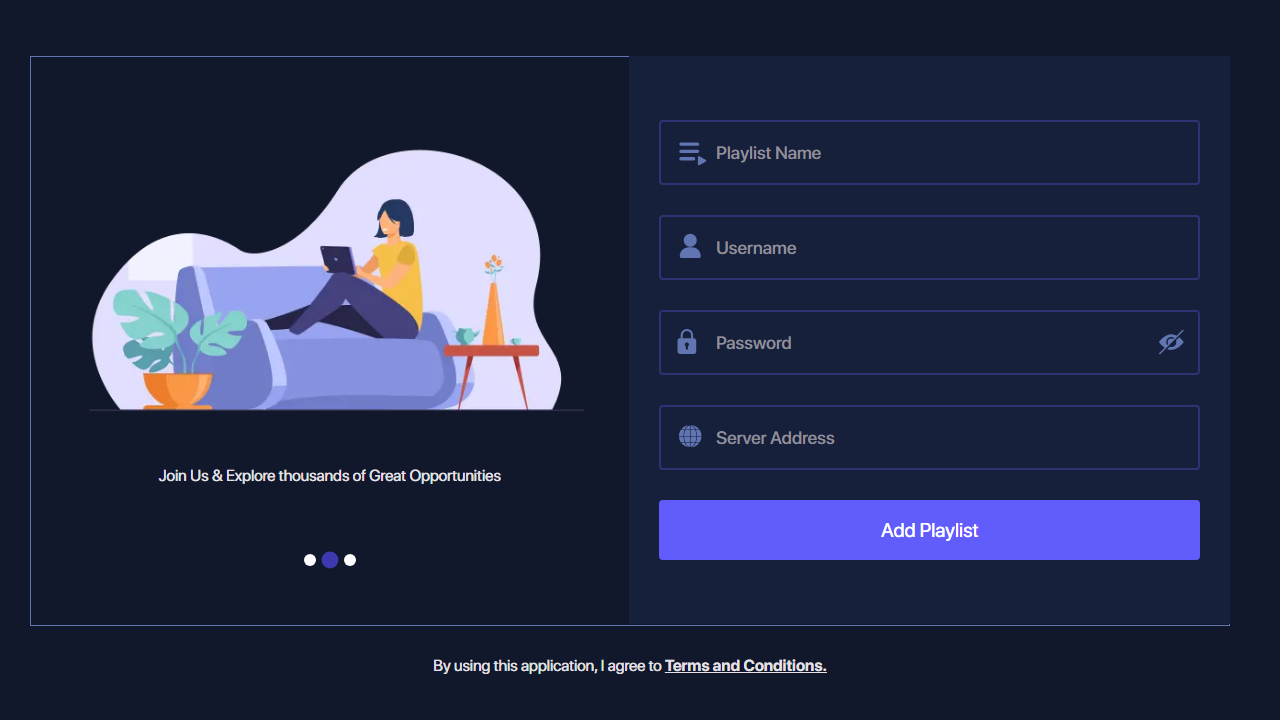 Playlist Name
Username
Password
Server Address
Add Playlist
Join Us & Explore thousands of Great Opportunities
By using this application, I agree to Terms and Conditions.